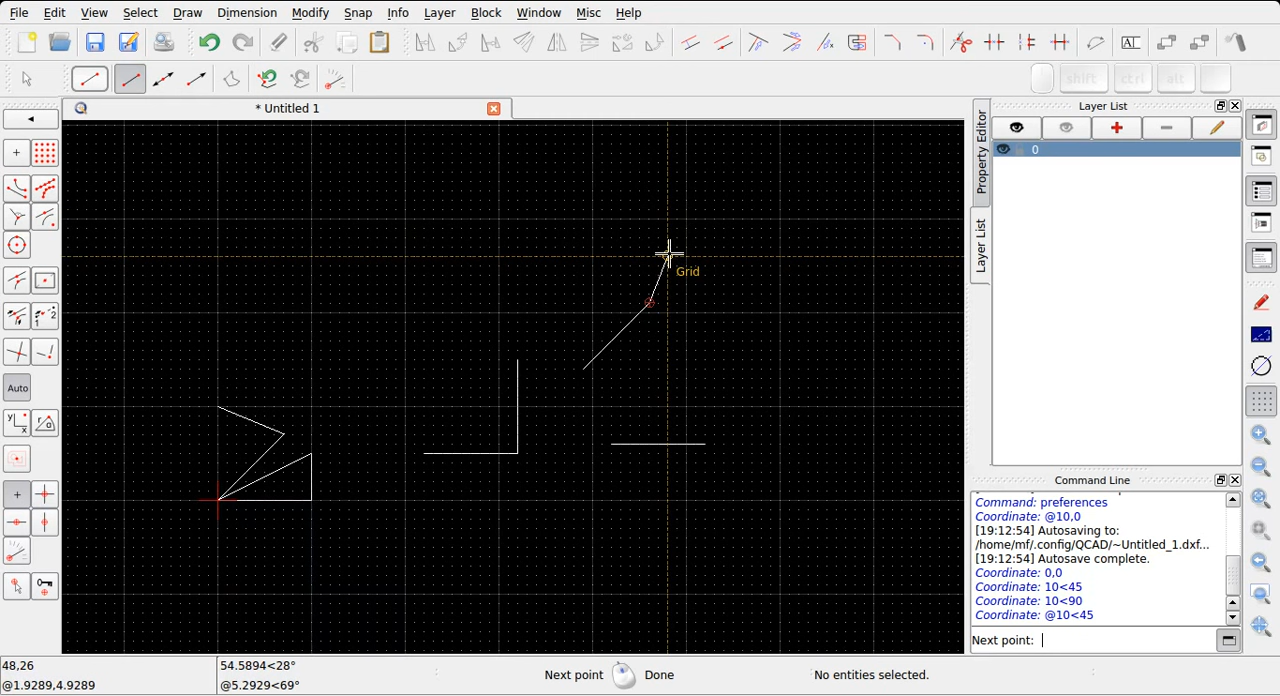 File Edit View Select Draw Dimension Modify Snap Info Layer Block Window Misc Help
shift ctrl alt
* Untitled 1
Layer List
Property Editor
Layer List
0
Grid
Auto
Command Line
Command: preferences
Coordinate: @10,0
[19:12:54] Autosaving to:
/home/mf/.config/QCAD/~Untitled_1.dxf...
[19:12:54] Autosave complete.
Coordinate: 0,0
Coordinate: 10<45
Coordinate: 10<90
Coordinate: @10<45
Next point:
48,26
@1.9289,4.9289
54.5894<28°
@5.2929<69°
Next point Done
No entities selected.